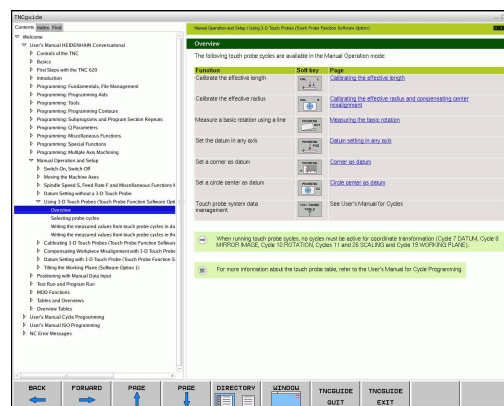 TNCguide
Contents Index Find
Welcome
User's Manual HEIDENHAIN Conversational
Controls of the TNC
Basics
First Steps with the TNC 620
Introduction
Programming: Fundamentals, File Management
Programming: Programming Aids
Programming: Tools
Programming: Programming Contours
Programming: Subprograms and Program Section Repeats
Programming: Q Parameters
Programming: Miscellaneous Functions
Programming: Special Functions
Programming: Multiple Axis Machining
Manual Operation and Setup
Switch-On, Switch-Off
Moving the Machine Axes
Spindle Speed S, Feed Rate F and Miscellaneous Functions M
Datum Setting without a 3-D Touch Probe
Using 3-D Touch Probes (Touch Probe Function Software Opti
Overview
Selecting probe cycles
Writing the measured values from touch probe cycles in data
Writing the measured values from touch probe cycles in the
Calibrating 3-D Touch Probes (Touch Probe Function Software
Compensating Workpiece Misalignment with 3-D Touch Probe
Datum Setting with 3-D Touch Probe (Touch Probe Function S
Tilting the Working Plane (Software Option 1)
Positioning with Manual Data Input
Test Run and Program Run
MOD Functions
Tables and Overviews
Overview Tables
User's Manual Cycle Programming
User's Manual ISO Programming
NC Error Messages
Manual Operation and Setup / Using 3-D Touch Probes (Touch Probe Function Software Option)
Overview
The following touch probe cycles are available in the Manual Operation mode:
Function Soft key Page
Calibrate the effective length CAL. L Calibrating the effective length
Calibrate the effective radius CAL. R Calibrating the effective radius and compensating center misalignment
Measure a basic rotation using a line PROBING ROT Measuring the basic rotation
Set the datum in any axis PROBING POS Datum setting in any axis
Set a corner as datum PROBING P Corner as datum
Set a circle center as datum PROBING CC Circle center as datum
Touch probe system data management TCH PROBE TABLE See User's Manual for Cycles
When running touch probe cycles, no cycles must be active for coordinate transformation (Cycle 7 DATUM, Cycle 8 MIRROR IMAGE, Cycle 10 ROTATION, Cycles 11 and 26 SCALING and Cycle 19 WORKING PLANE).
For more information about the touch probe table, refer to the User's Manual for Cycle Programming.
BACK FORWARD PAGE PAGE DIRECTORY WINDOW TNCGUIDE QUIT TNCGUIDE EXIT